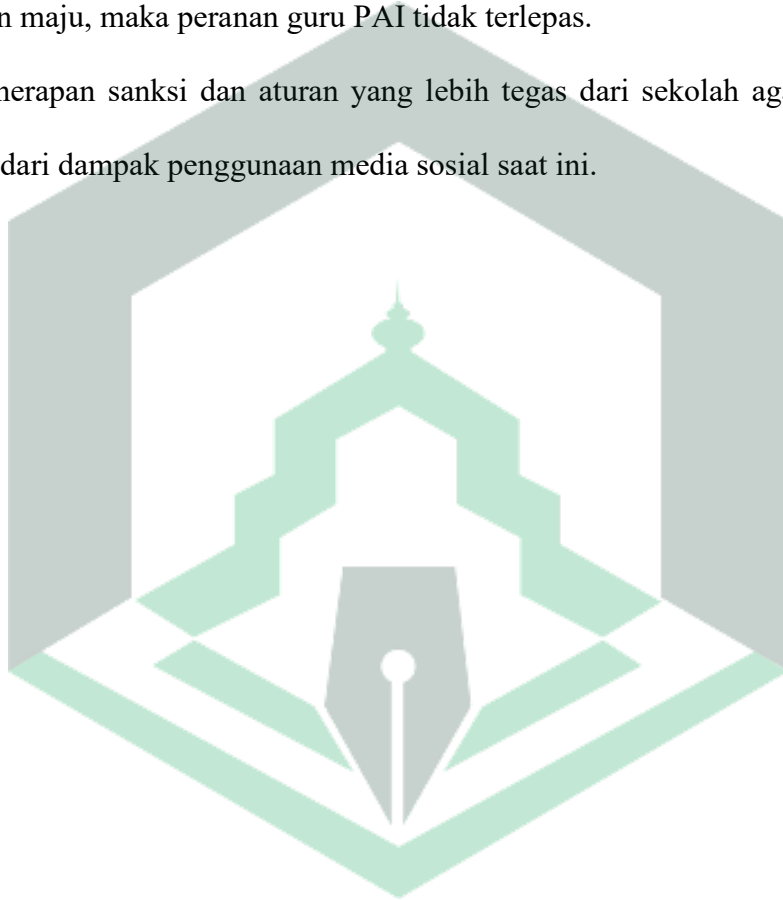 n maju, maka peranan guru PAI tidak terlepas.
nerapan sanksi dan aturan yang lebih tegas dari sekolah ag
dari dampak penggunaan media sosial saat ini.